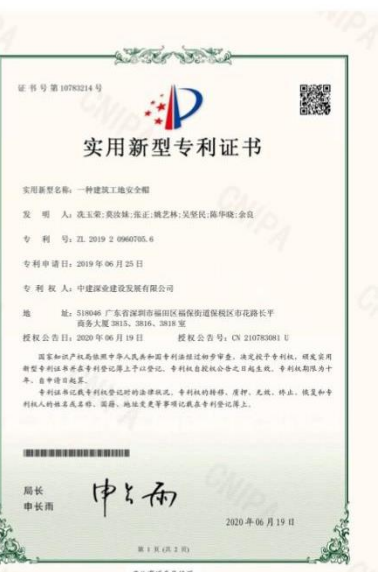 证书号第10783214号
实用新型专利证书
实用新型名称：一种建筑工地安全帽
发 明 人：冼玉荣;莫汝妹;张正;姚艺林;吴坚民;陈华晓;余良
专 利 号：ZL 2019 2 0960705.6
专利申请日：2019年06月25日
专 利 权 人：中建深业建设发展有限公司
地 址：518046 广东省深圳市福田区福保街道保税区市花路长平
商务大厦 3815、3816、3818室
授权公告日：2020年06月19日 授权公告号：CN 210783081 U
国家知识产权局依照中华人民共和国专利法经过初步审查，决定授予专利权，颁发实用
新型专利证书并在专利登记簿上予以登记。专利权自授权公告之日起生效。专利权期限为十
年，自申请日起算。
专利证书记载专利权登记时的法律状况。专利权的转移、质押、无效、终止、恢复和专
利权人的姓名或名称、国籍、地址变更等事项记载在专利登记簿上。
局长
申长雨
申长雨
2020年06月19日
第 1 页 (共 2 页)
CNIPA
CNIPA
CNIPA
CNIPA